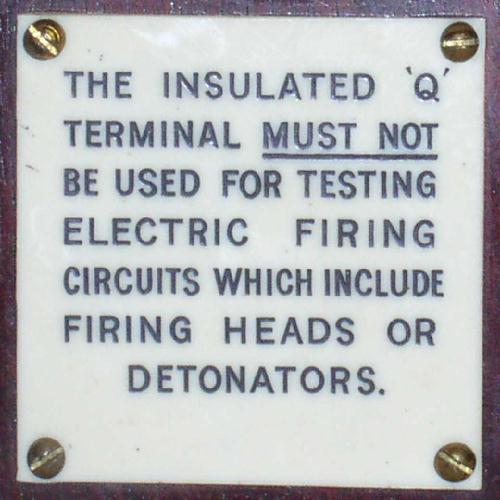 THE INSULATED 'Q'
TERMINAL MUST NOT
BE USED FOR TESTING
ELECTRIC FIRING
CIRCUITS WHICH INCLUDE
FIRING HEADS OR
DETONATORS.